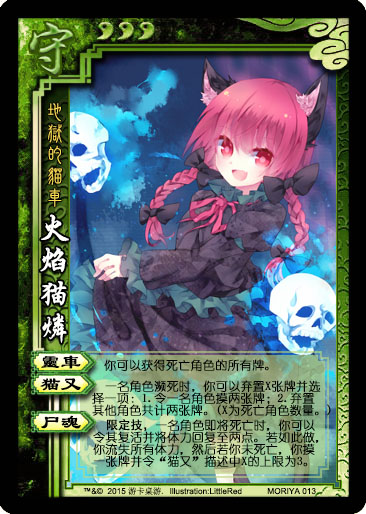 守
地獄的貓車
火焰猫燐
靈車
你可以获得死亡角色的所有牌。
猫又
一名角色濒死时，你可以弃置X张牌并选
择一项：1.令一名角色摸两张牌；2.弃置
其他角色共计两张牌。（X为死亡角色数量。）
尸魂
限定技，一名角色即将死亡时，你可以
令其复活并将体力回复至两点。若如此做，
你流失所有体力，然后若你未死亡，你摸
一张牌并令“猫又”描述中X的上限为3。
™&© 2015 游卡桌游. Illustration:LittleRed
MORIYA 013